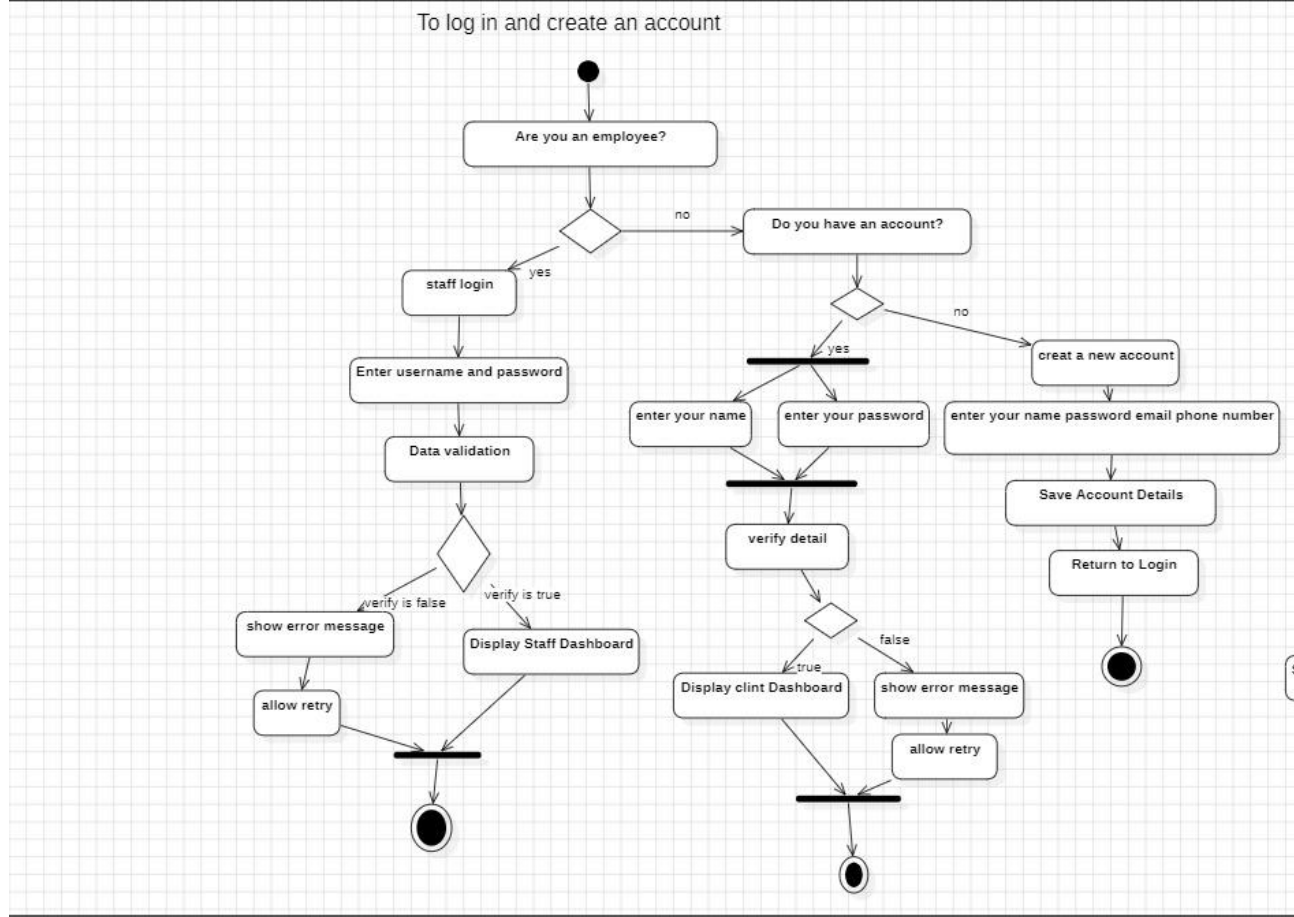 To log in and create an account
Are you an employee?
no
Do you have an account?
yes
staff login
no
yes
creat a new account
Enter username and password
enter your name
enter your password
enter your name password email phone number
Data validation
Save Account Details
verify detail
Return to Login
verify is false
verify is true
show error message
Display Staff Dashboard
false
true
Display clint Dashboard
show error message
allow retry
allow retry